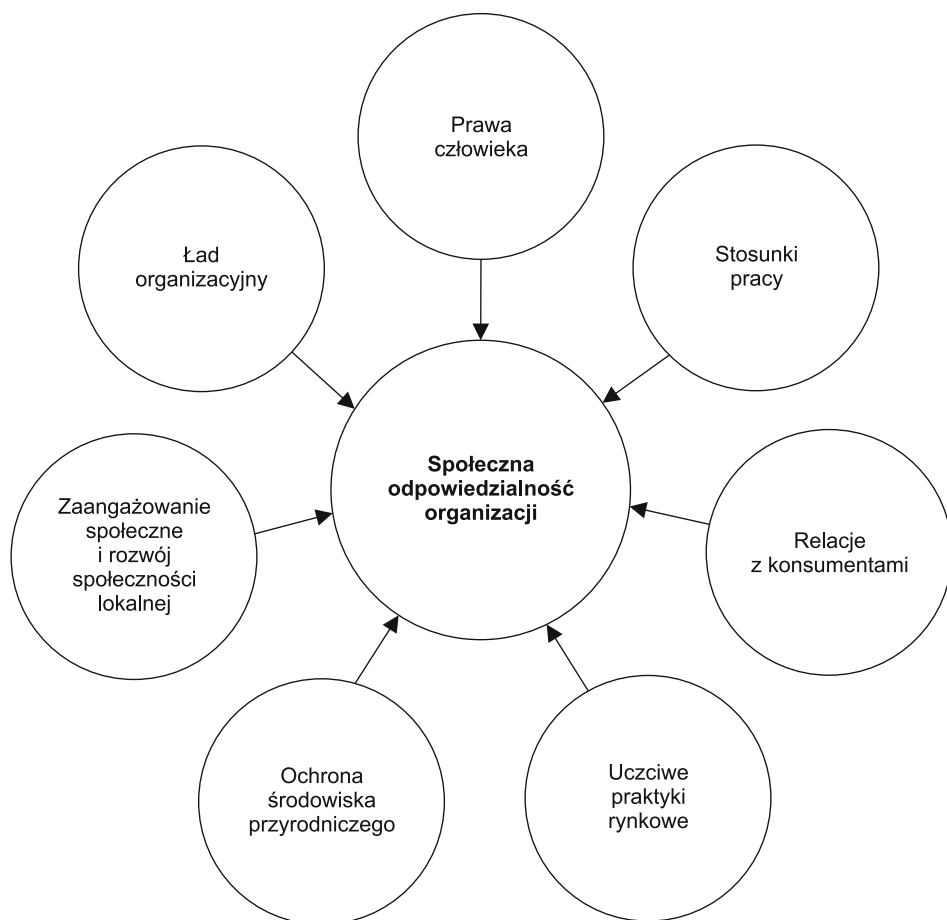 Prawa
człowieka
Ład
organizacyjny
Stosunki
pracy
Społeczna
odpowiedzialność
organizacji
Zaangażowanie
społeczne
i rozwój
społeczności
lokalnej
Relacje
z konsumentami
Ochrona
środowiska
przyrodniczego
Uczciwe
praktyki
rynkowe